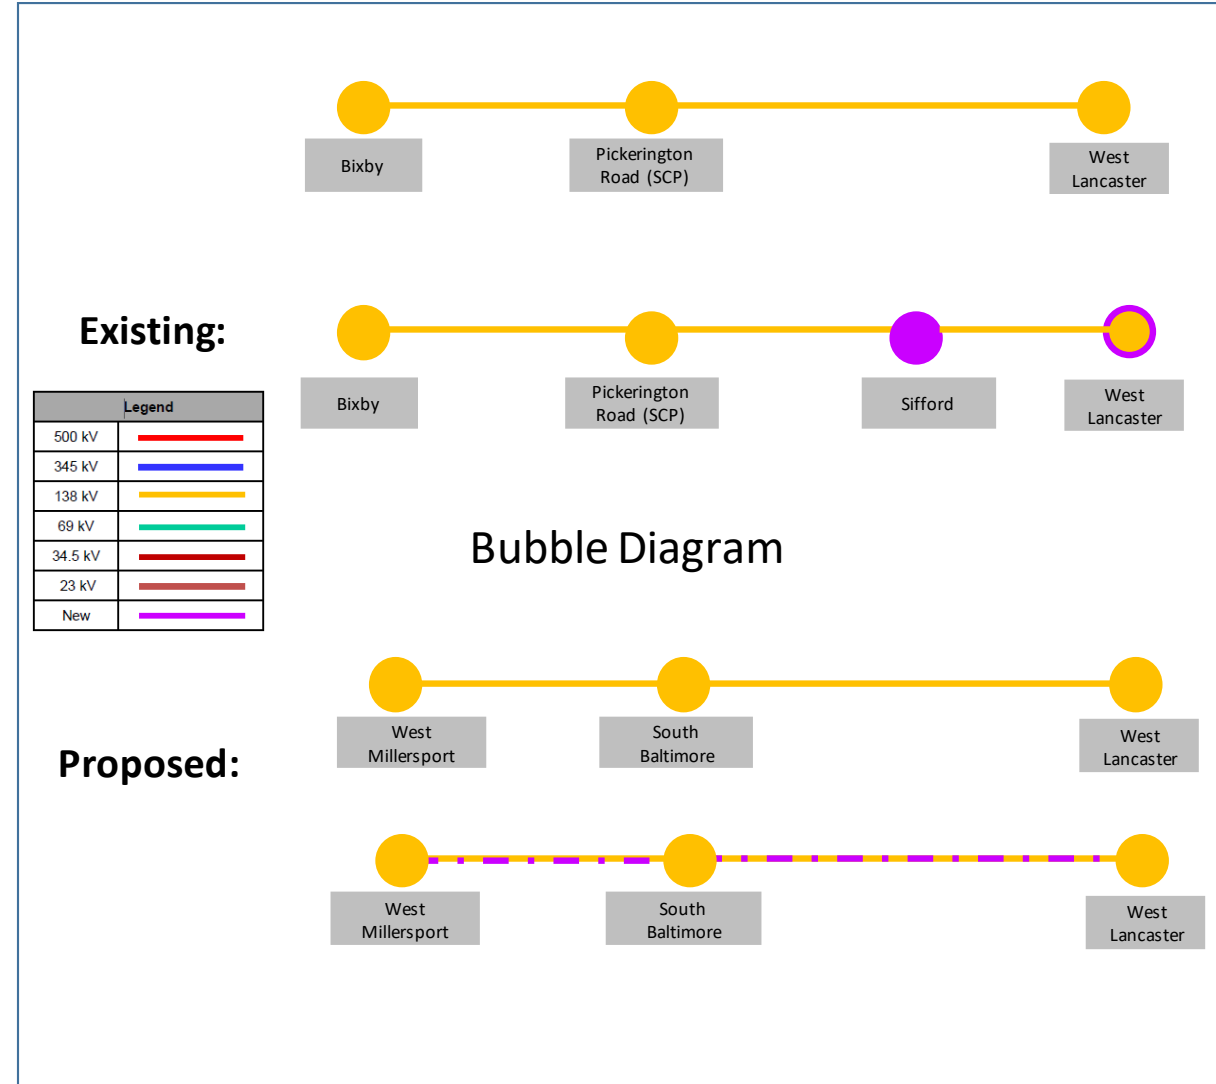 Bixby
Pickerington
Road (SCP)
West
Lancaster
Existing:
Bixby
Pickerington
Road (SCP)
Sifford
West
Lancaster
Legend
500 kV
345 kV
138 kV
69 kV
34.5 kV
23 kV
New
Bubble Diagram
Proposed:
West
Millersport
South
Baltimore
West
Lancaster
West
Millersport
South
Baltimore
West
Lancaster